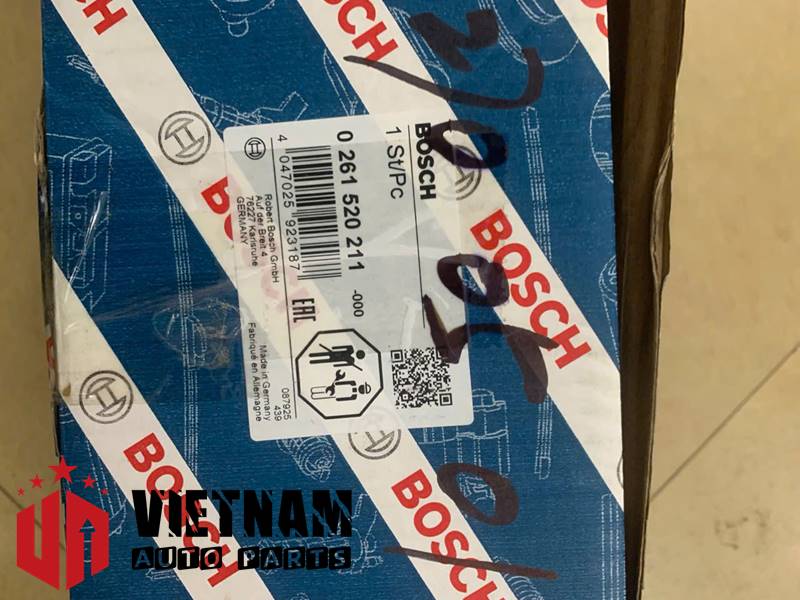 BOSCH
1 St/Pc
0 261 520 211 -000
4 047025 923187
Robert Bosch GmbH
Auf der Breit 4
76227 Karlsruhe
GERMANY
EAC
Made in Germany
Fabriqué en Allemagne
087925
439
BOSCH
BOSCH
BOSCH
BOSCH
BOSCH
BOSCH
VIETNAM
AUTO PARTS